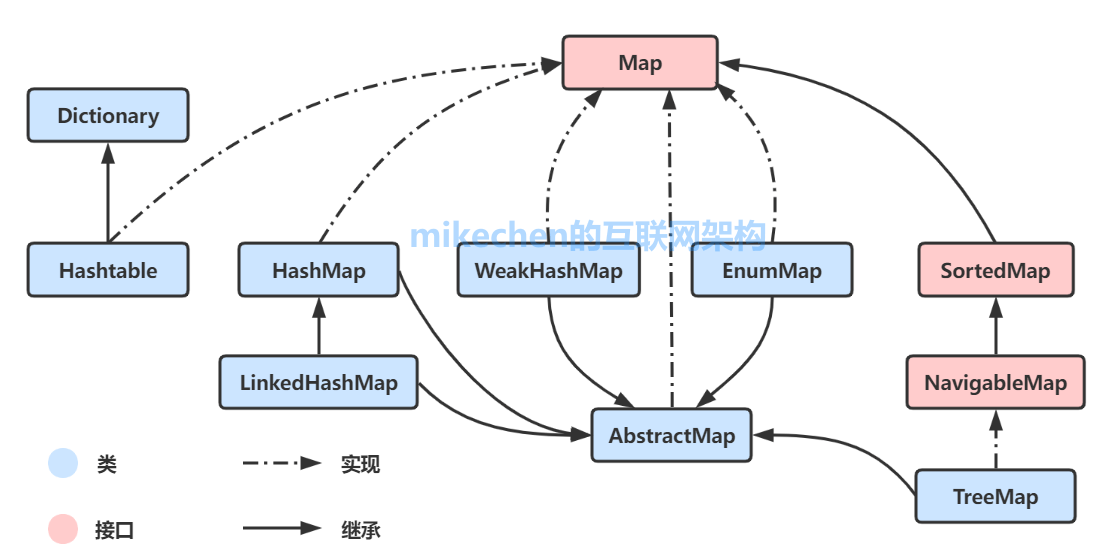 Map
Dictionary
mikechen的互联网架构
Hashtable
HashMap
WeakHashMap
EnumMap
SortedMap
LinkedHashMap
NavigableMap
AbstractMap
类
实现
TreeMap
接口
继承